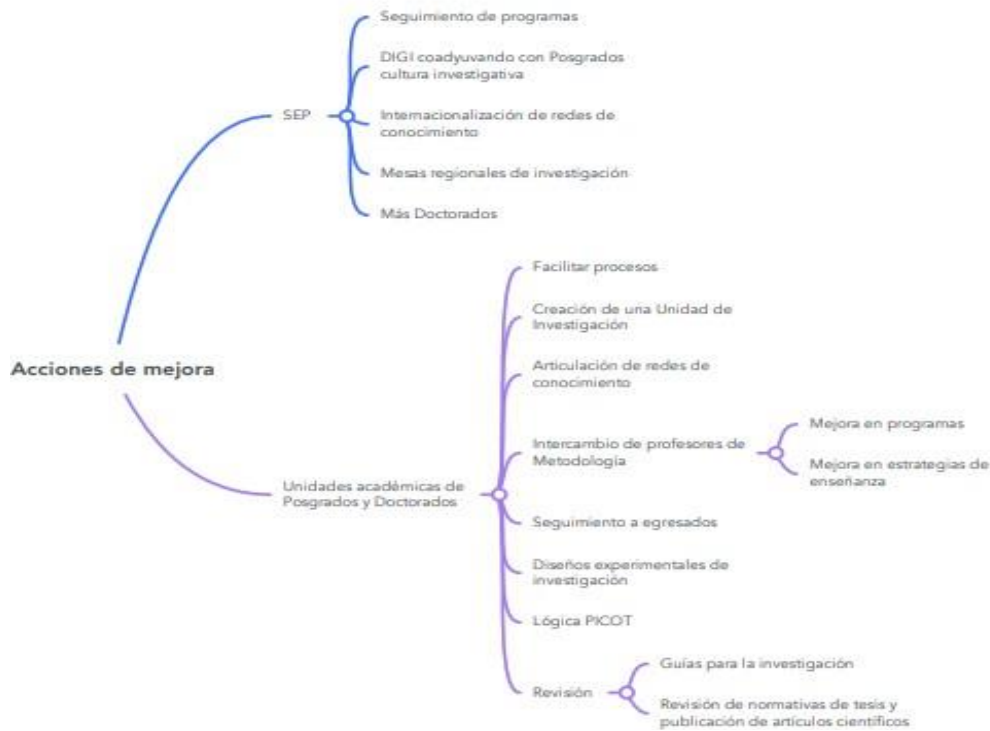 Seguimiento de programas
DIGI coadyuvando con Posgrados
cultura investigativa
SEP
Internacionalización de redes de
conocimiento
Mesas regionales de investigación
Más Doctorados
Acciones de mejora
Facilitar procesos
Creación de una Unidad de
Investigación
Articulación de redes de
conocimiento
Intercambio de profesores de
Metodología
Mejora en programas
Mejora en estrategias de
enseñanza
Unidades académicas de
Posgrados y Doctorados
Seguimiento a egresados
Diseños experimentales de
investigación
Lógica PICOT
Revisión
Guías para la investigación
Revisión de normativas de tesis y
publicación de artículos científicos